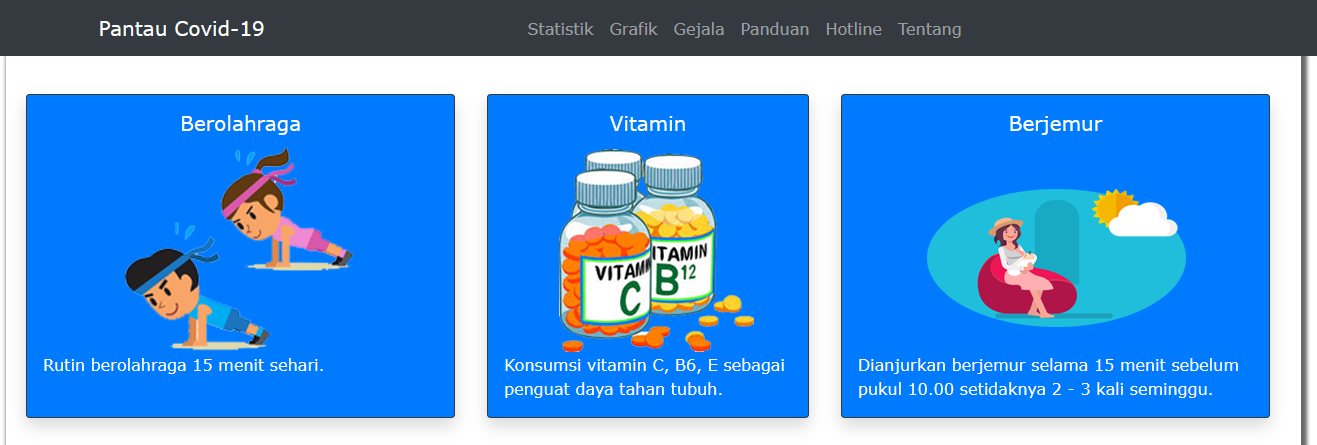 Pantau Covid-19
Statistik Grafik Gejala Panduan Hotline Tentang
Berolahraga
Rutin berolahraga 15 menit sehari.
Vitamin
VITAM
C
ITAMIN
B12
Konsumsi vitamin C, B6, E sebagai
penguat daya tahan tubuh.
Berjemur
Dianjurkan berjemur selama 15 menit sebelum
pukul 10.00 setidaknya 2 - 3 kali seminggu.